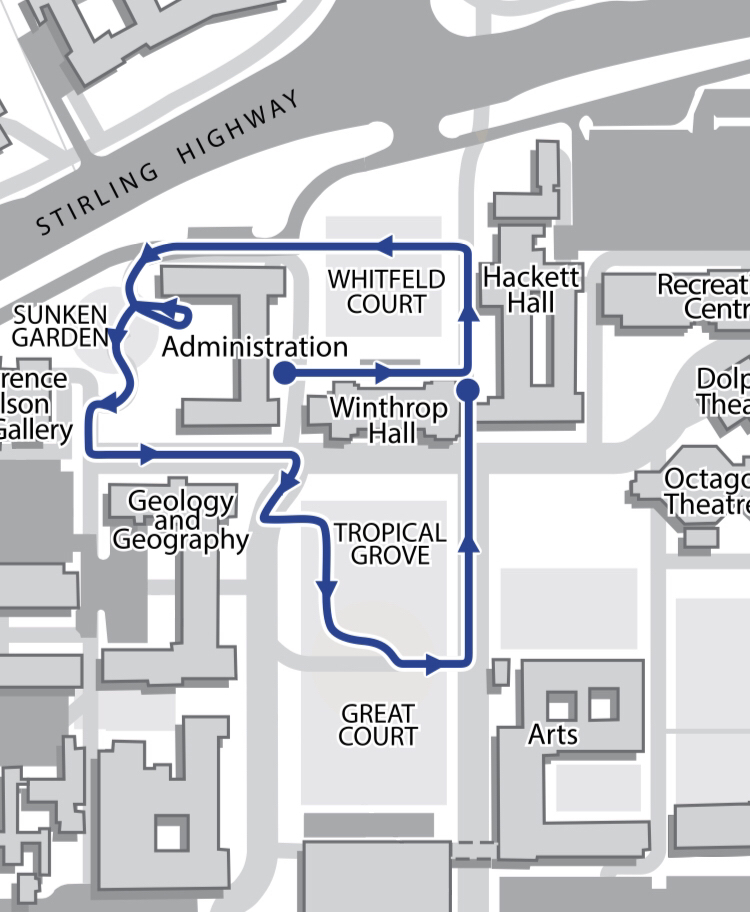 STIRLING HIGHWAY
WHITFELD
COURT
Hackett
Hall
Recreat
Centr
SUNKEN
GARDEN
Administration
rence
lson
Gallery
Winthrop
Hall
Dolp
Thea
Octago
Theatre
Geology
and
Geography
TROPICAL
GROVE
GREAT
COURT
Arts